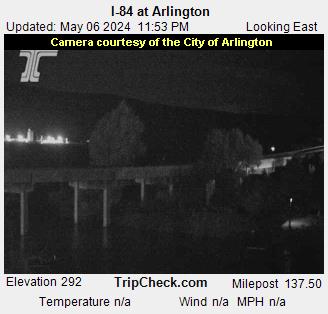 I-84 at Arlington
Updated: May 06 2024 11:53 PM Looking East
Camera courtesy of the City of Arlington
Elevation 292 TripCheck.com Milepost 137.50
Temperature n/a Wind n/a MPH n/a